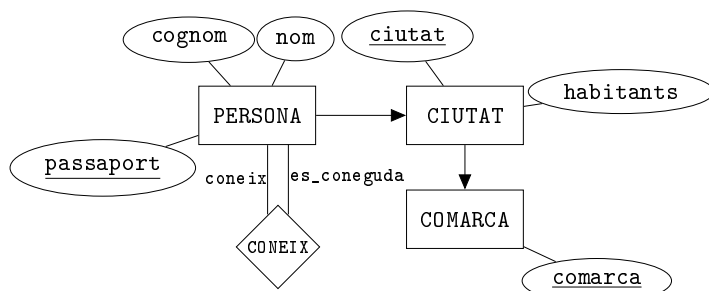 cognom
nom
ciutat
habitants
PERSONA
CIUTAT
passaport
coneix
es_coneguda
COMARCA
CONEIX
comarca